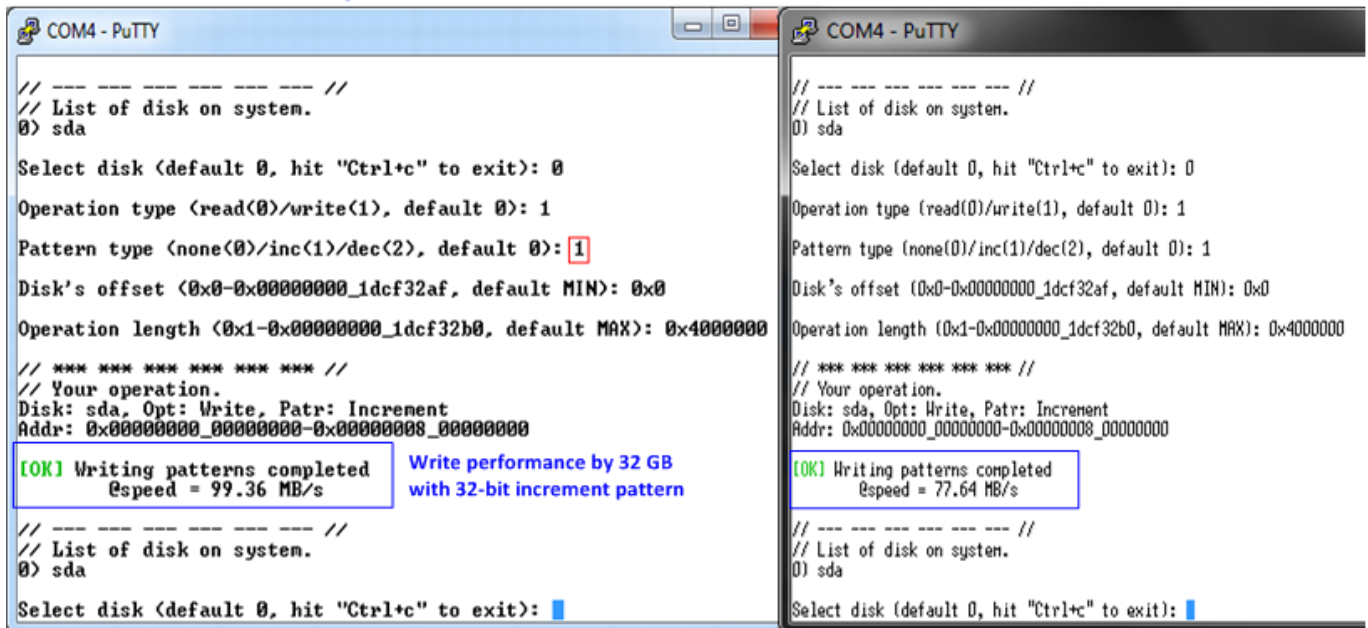 COM4 - PuTTY
// --- --- --- --- --- --- //
// List of disk on system.
0) sda
Select disk (default 0, hit "Ctrl+c" to exit): 0
Operation type (read(0)/write(1), default 0): 1
Pattern type (none(0)/inc(1)/dec(2), default 0): 1
Disk's offset (0x0-0x00000000_1dcf32af, default MIN): 0x0
Operation length (0x1-0x00000000_1dcf32b0, default MAX): 0x4000000
// *** *** *** *** *** *** //
// Your operation.
Disk: sda, Opt: Write, Patr: Increment
Addr: 0x00000000_00000000-0x00000008_00000000
[OK] Writing patterns completed
@speed = 99.36 MB/s
Write performance by 32 GB
with 32-bit increment pattern
// --- --- --- --- --- --- //
// List of disk on system.
0) sda
Select disk (default 0, hit "Ctrl+c" to exit):
COM4 - PuTTY
// --- --- --- --- --- --- //
// List of disk on system.
0) sda
Select disk (default 0, hit "Ctrl+c" to exit): 0
Operation type (read(0)/write(1), default 0): 1
Pattern type (none(0)/inc(1)/dec(2), default 0): 1
Disk's offset (0x0-0x00000000_1dcf32af, default MIN): 0x0
Operation length (0x1-0x00000000_1dcf32b0, default MAX): 0x4000000
// *** *** *** *** *** *** //
// Your operation.
Disk: sda, Opt: Write, Patr: Increment
Addr: 0x00000000_00000000-0x00000008_00000000
[OK] Writing patterns completed
@speed = 77.64 MB/s
// --- --- --- --- --- --- //
// List of disk on system.
0) sda
Select disk (default 0, hit "Ctrl+c" to exit):